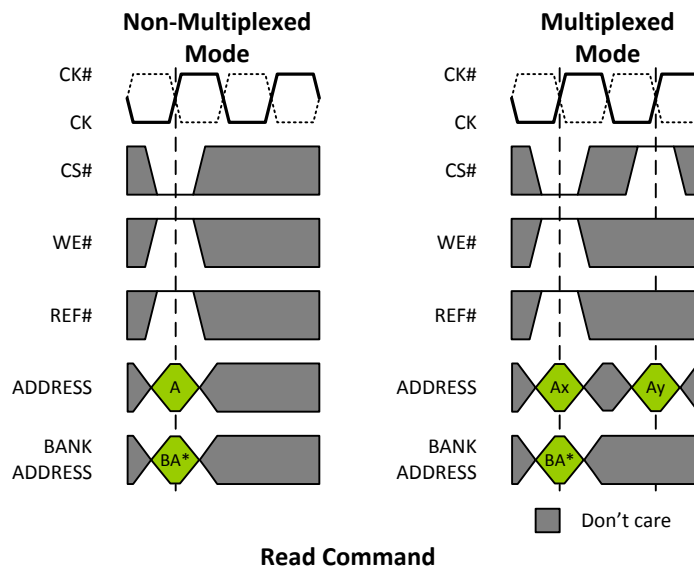 Non-Multiplexed
Mode
CK#
CK
CS#
WE#
REF#
ADDRESS
A
BANK
ADDRESS
BA*
Multiplexed
Mode
CK#
CK
CS#
WE#
REF#
ADDRESS
Ax
Ay
BANK
ADDRESS
BA*
Don't care
Read Command